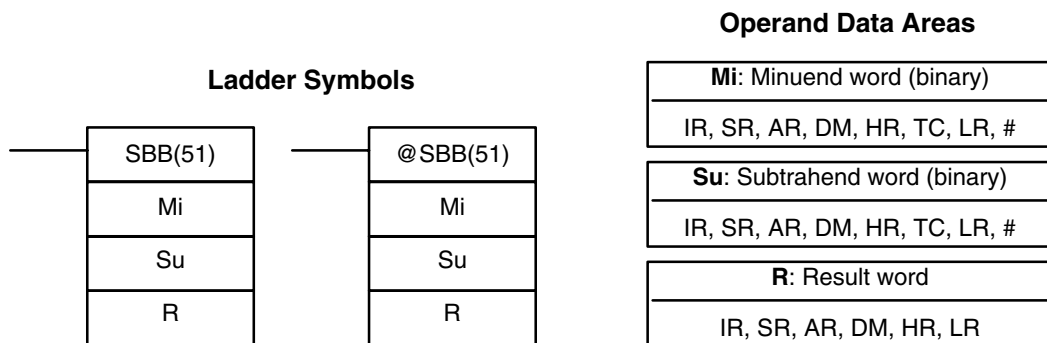 Operand Data Areas
Ladder Symbols
Mi: Minuend word (binary)
IR, SR, AR, DM, HR, TC, LR, #
SBB(51)
@SBB(51)
Mi
Mi
Su: Subtrahend word (binary)
IR, SR, AR, DM, HR, TC, LR, #
Su
Su
R
R
R: Result word
IR, SR, AR, DM, HR, LR